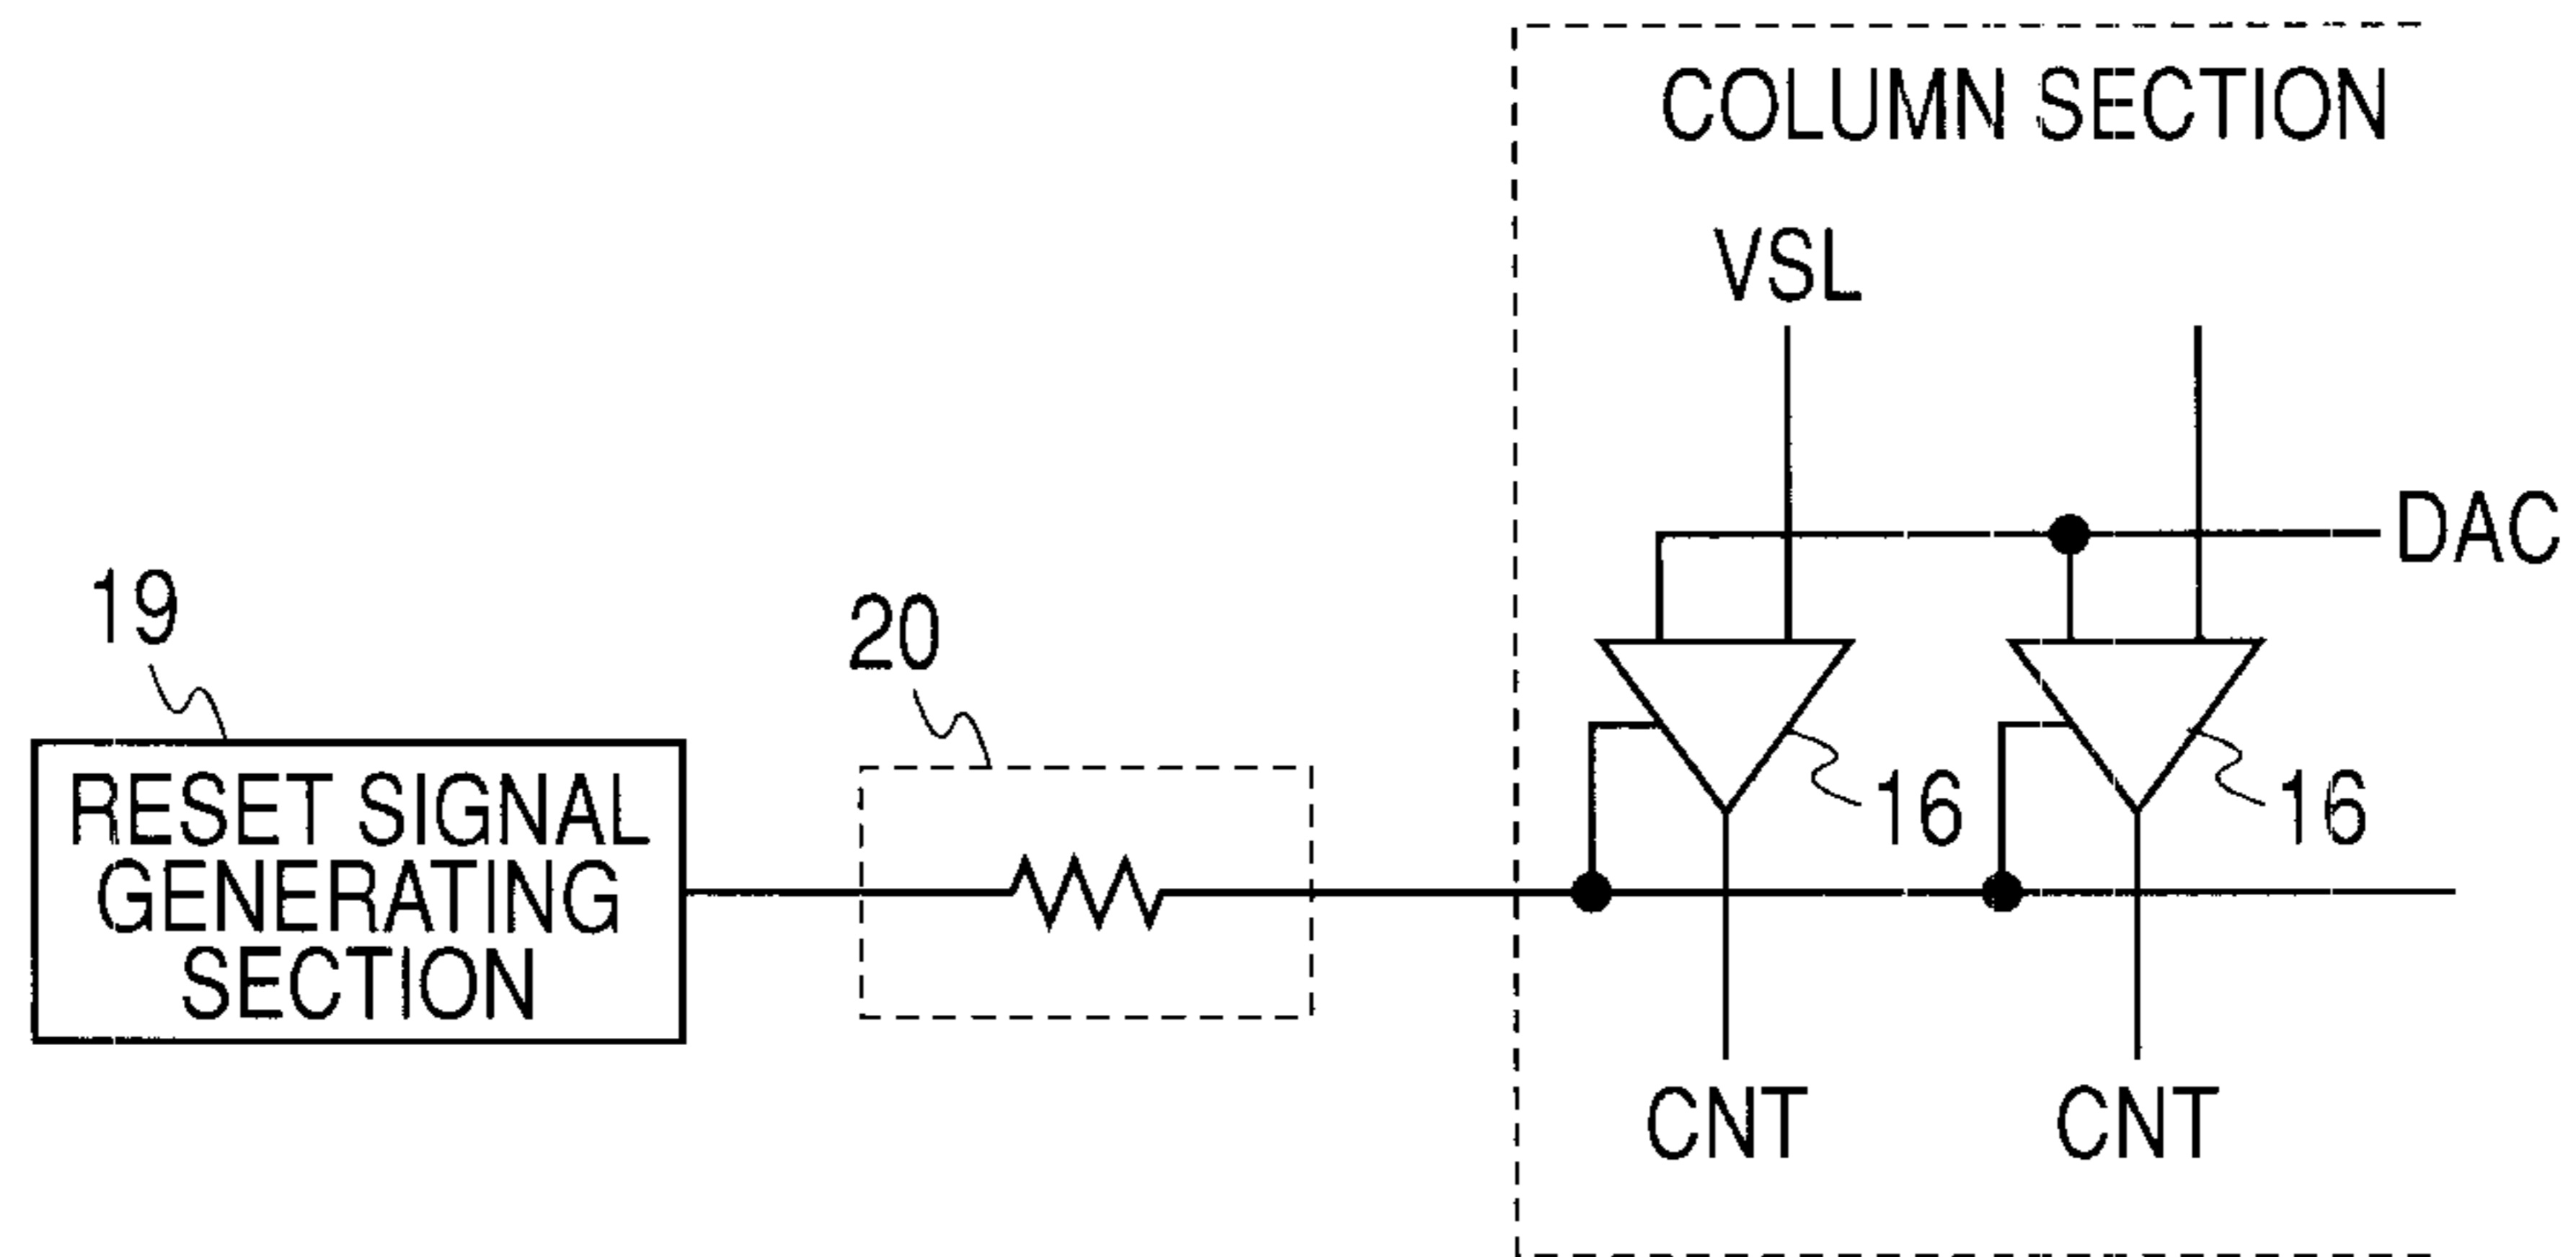 COLUMN SECTION
VSL
DAC
19
20
RESET SIGNAL
GENERATING
SECTION
16
16
CNT
CNT